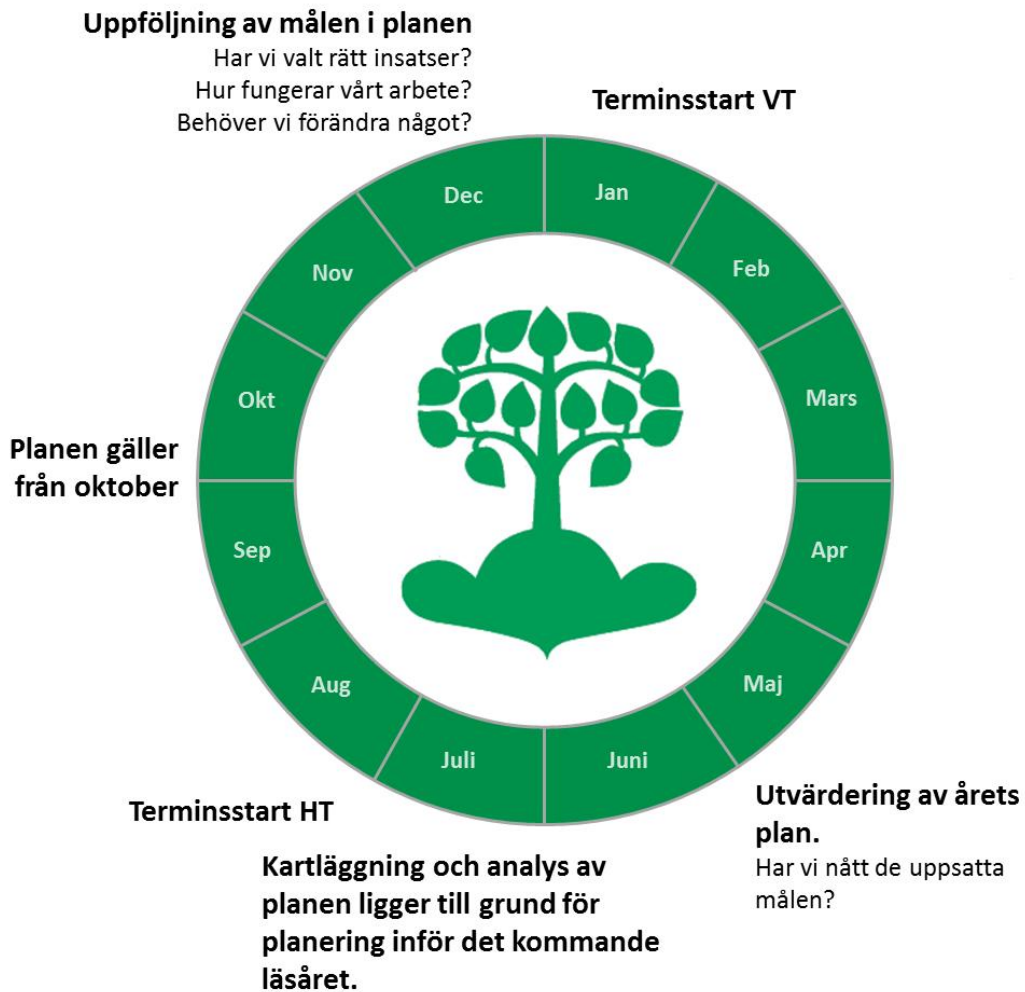 Uppföljning av målen i planen
Har vi valt rätt insatser?
Hur fungerar vårt arbete?
Behöver vi förändra något?
Terminsstart VT
Jan
Feb
Mars
Apr
Maj
Juni
Juli
Aug
Sep
Okt
Nov
Dec
Planen gäller
från oktober
Terminsstart HT
Kartläggning och analys av
planen ligger till grund för
planering inför det kommande
läsåret.
Utvärdering av årets
plan.
Har vi nått de uppsatta
målen?